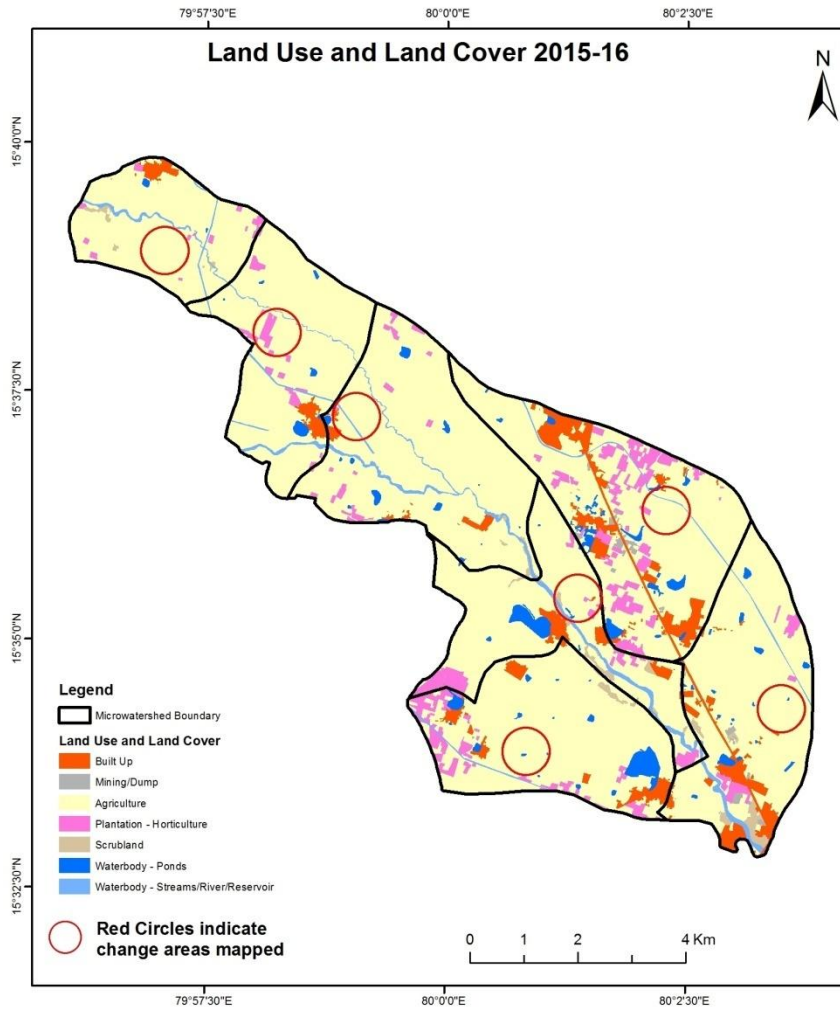 79°57'30"E 80°0'0"E 80°2'30"E
Land Use and Land Cover 2015-16
N
15°40'0"N
15°37'30"N
15°35'0"N
15°32'30"N
Legend
Microwatershed Boundary
Land Use and Land Cover
Built Up
Mining/Dump
Agriculture
Plantation - Horticulture
Scrubland
Waterbody - Ponds
Waterbody - Streams/River/Reservoir
Red Circles indicate
change areas mapped
0 1 2 4 Km
79°57'30"E 80°0'0"E 80°2'30"E